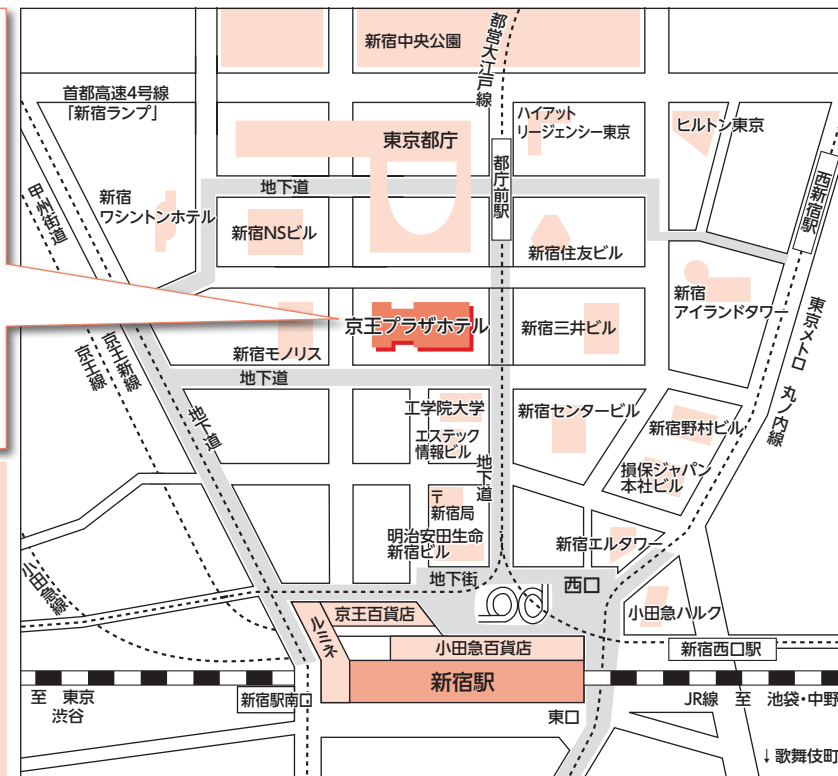 新宿中央公園
都営大江戸線
首都高速4号線
「新宿ランプ」
ハイアット
リージェンシー東京
ヒルトン東京
東京都庁
都庁前駅
西新宿駅
地下道
甲州街道
新宿
ワシントンホテル
新宿NSビル
新宿住友ビル
新宿
アイランドタワー
東京メトロ 丸ノ内線
京王プラザホテル
新宿三井ビル
新宿モノリス
京王新線
京王線
地下道
地下道
工学院大学
エステック
情報ビル
新宿センタービル
新宿野村ビル
損保ジャパン
本社ビル
地下道
〒
新宿局
明治安田生命
新宿ビル
新宿エルタワー
小田急線
地下街
西口
京王百貨店
ルミネ
小田急ハルク
小田急百貨店
新宿西口駅
新宿駅
至 東京
渋谷
新宿駅南口
東口
JR線 至 池袋・中野
↓歌舞伎町